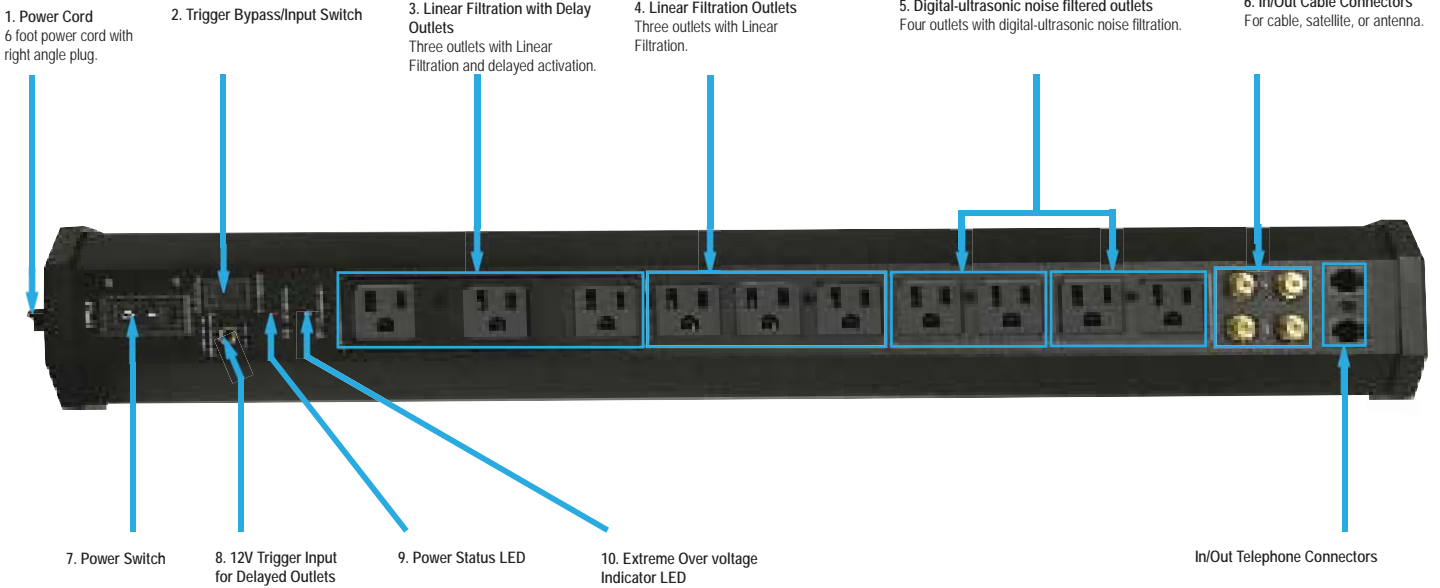 1. Power Cord
6 foot power cord with
right angle plug.
2. Trigger Bypass/Input Switch
3. Linear Filtration with Delay
Outlets
Three outlets with Linear
Filtration and delayed activation.
4. Linear Filtration Outlets
Three outlets with Linear
Filtration.
5. Digital-ultrasonic noise filtered outlets
Four outlets with digital-ultrasonic noise filtration.
6. In/Out Cable Connectors
For cable, satellite, or antenna.
7. Power Switch
8. 12V Trigger Input
for Delayed Outlets
9. Power Status LED
10. Extreme Over voltage
Indicator LED
In/Out Telephone Connectors